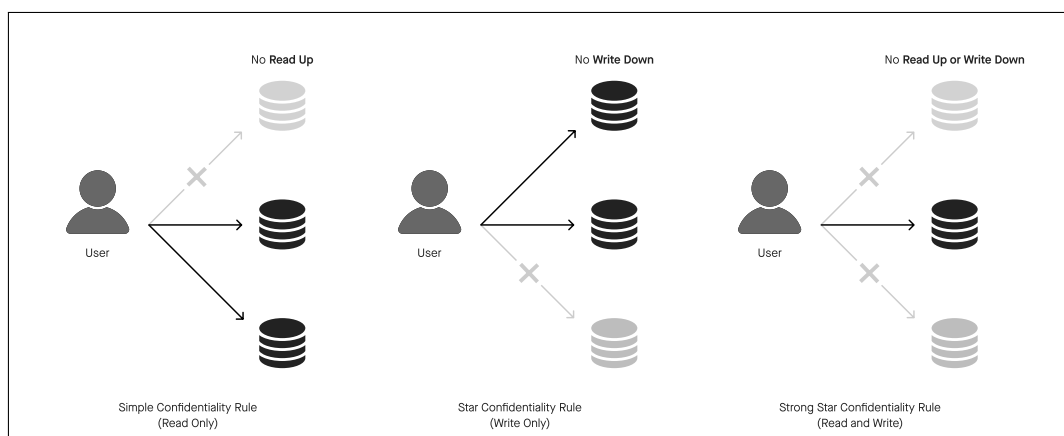 No Read Up
User
Simple Confidentiality Rule
(Read Only)
No Write Down
User
Star Confidentiality Rule
(Write Only)
No Read Up or Write Down
User
Strong Star Confidentiality Rule
(Read and Write)